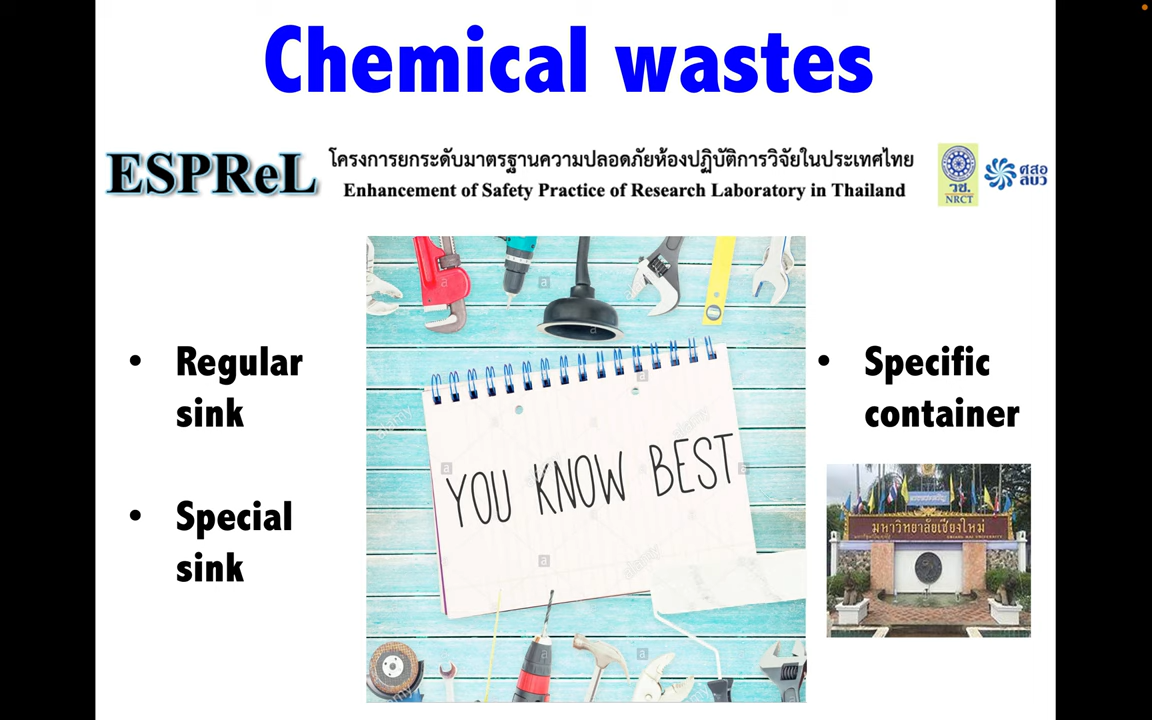 Chemical wastes
ESPReL
โครงการยกระดับมาตรฐานความปลอดภัยห้องปฏิบัติการวิจัยในประเทศไทย
Enhancement of Safety Practice of Research Laboratory in Thailand
วช.
NRCT
ศสอ
สบว
• Regular
sink
• Special
sink
YOU KNOW BEST
alamy
a
• Specific
container
มหาวิทยาลัยเชียงใหม่
CHIANG MAI UNIVERSITY